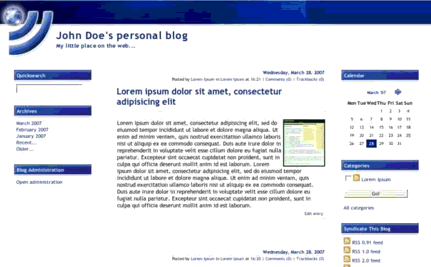 John Doe's personal blog
My little place on the web...
Quicksearch
Archives
March 2007
February 2007
January 2007
Recent...
Older...
Blog Administration
Open administration
Wednesday, March 28, 2007
Posted by Lorem Ipsum in Lorem Ipsum at 16:21 | Comments (0) | Trackbacks (0)
Lorem ipsum dolor sit amet, consectetur
adipisicing elit
Lorem ipsum dolor sit amet, consectetur adipisicing elit, sed do
eiusmod tempor incididunt ut labore et dolore magna aliqua. Ut
enim ad minim veniam, quis nostrud exercitation ullamco laboris
nisi ut aliquip ex ea commodo consequat. Duis aute irure dolor in
reprehenderit in voluptate velit esse cillum dolore eu fugiat nulla
pariatur. Excepteur sint occaecat cupidatat non proident, sunt in
culpa qui officia deserunt mollit anim id est laborum. Lorem
ipsum dolor sit amet, consectetur adipisicing elit, sed do eiusmod tempor
incididunt ut labore et dolore magna aliqua. Ut enim ad minim veniam, quis
nostrud exercitation ullamco laboris nisi ut aliquip ex ea commodo consequat.
Duis aute irure dolor in reprehenderit in voluptate velit esse cillum dolore eu
fugiat nulla pariatur. Excepteur sint occaecat cupidatat non proident, sunt in
culpa qui officia deserunt mollit anim id est laborum.
Edit entry
Wednesday, March 28, 2007
Posted by Lorem Ipsum in Lorem Ipsum at 16:20 | Comments (0) | Trackbacks (0)
Calendar
March '07
Mon Tue Wed Thu Fri Sat Sun
1 2 3 4
5 6 7 8 9 10 11
12 13 14 15 16 17 18
19 20 21 22 23 24 25
26 27 28 29 30 31
Categories
Lorem Ipsum
Go!
All categories
Syndicate This Blog
RSS 0.91 feed
RSS 1.0 feed
RSS 2.0 feed